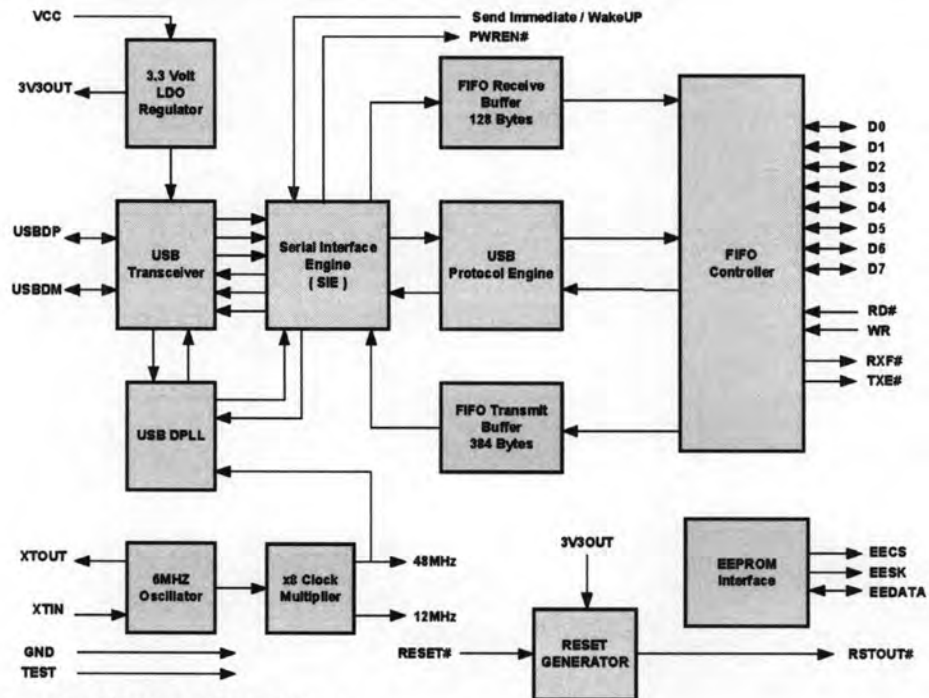 VCC
Send Immediate / WakeUP
PWREN#
3V3OUT
3.3 Volt
LDO
Regulator
FIFO Receive
Buffer
128 Bytes
D0
D1
D2
D3
D4
D5
D6
D7
USBDP
USBDM
USB
Transceiver
Serial Interface
Engine
( SIE )
USB
Protocol Engine
FIFO
Controller
RD#
WR
RXF#
TXE#
USB DPLL
FIFO Transmit
Buffer
384 Bytes
XTOUT
XTIN
6MHZ
Oscillator
x8 Clock
Multiplier
48MHz
12MHz
3V3OUT
EEPROM
Interface
EECS
EESK
EEDATA
GND
TEST
RESET#
RESET
GENERATOR
RSTOUT#